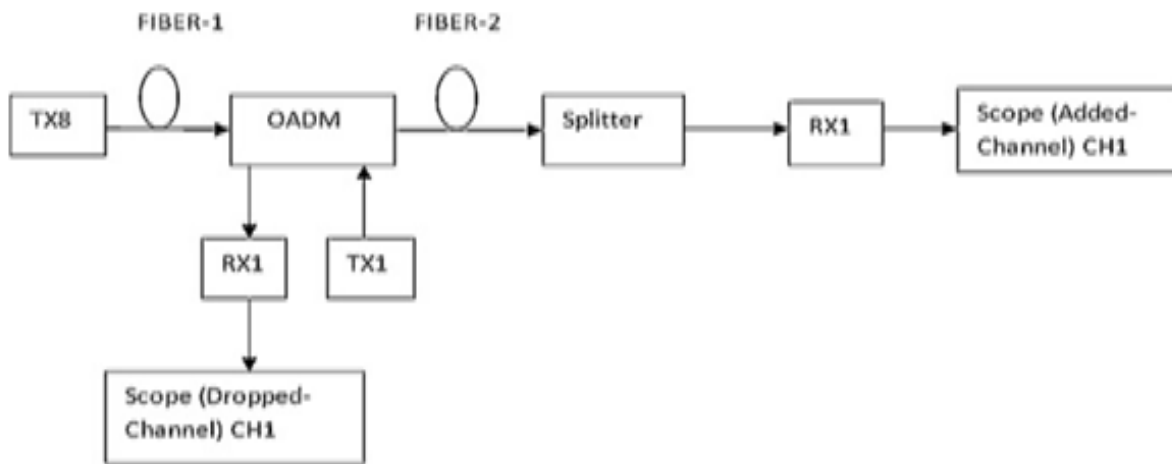 FIBER-1
FIBER-2
TX8
OADM
Splitter
RX1
Scope (Added-
Channel) CH1
RX1
TX1
Scope (Dropped-
Channel) CH1